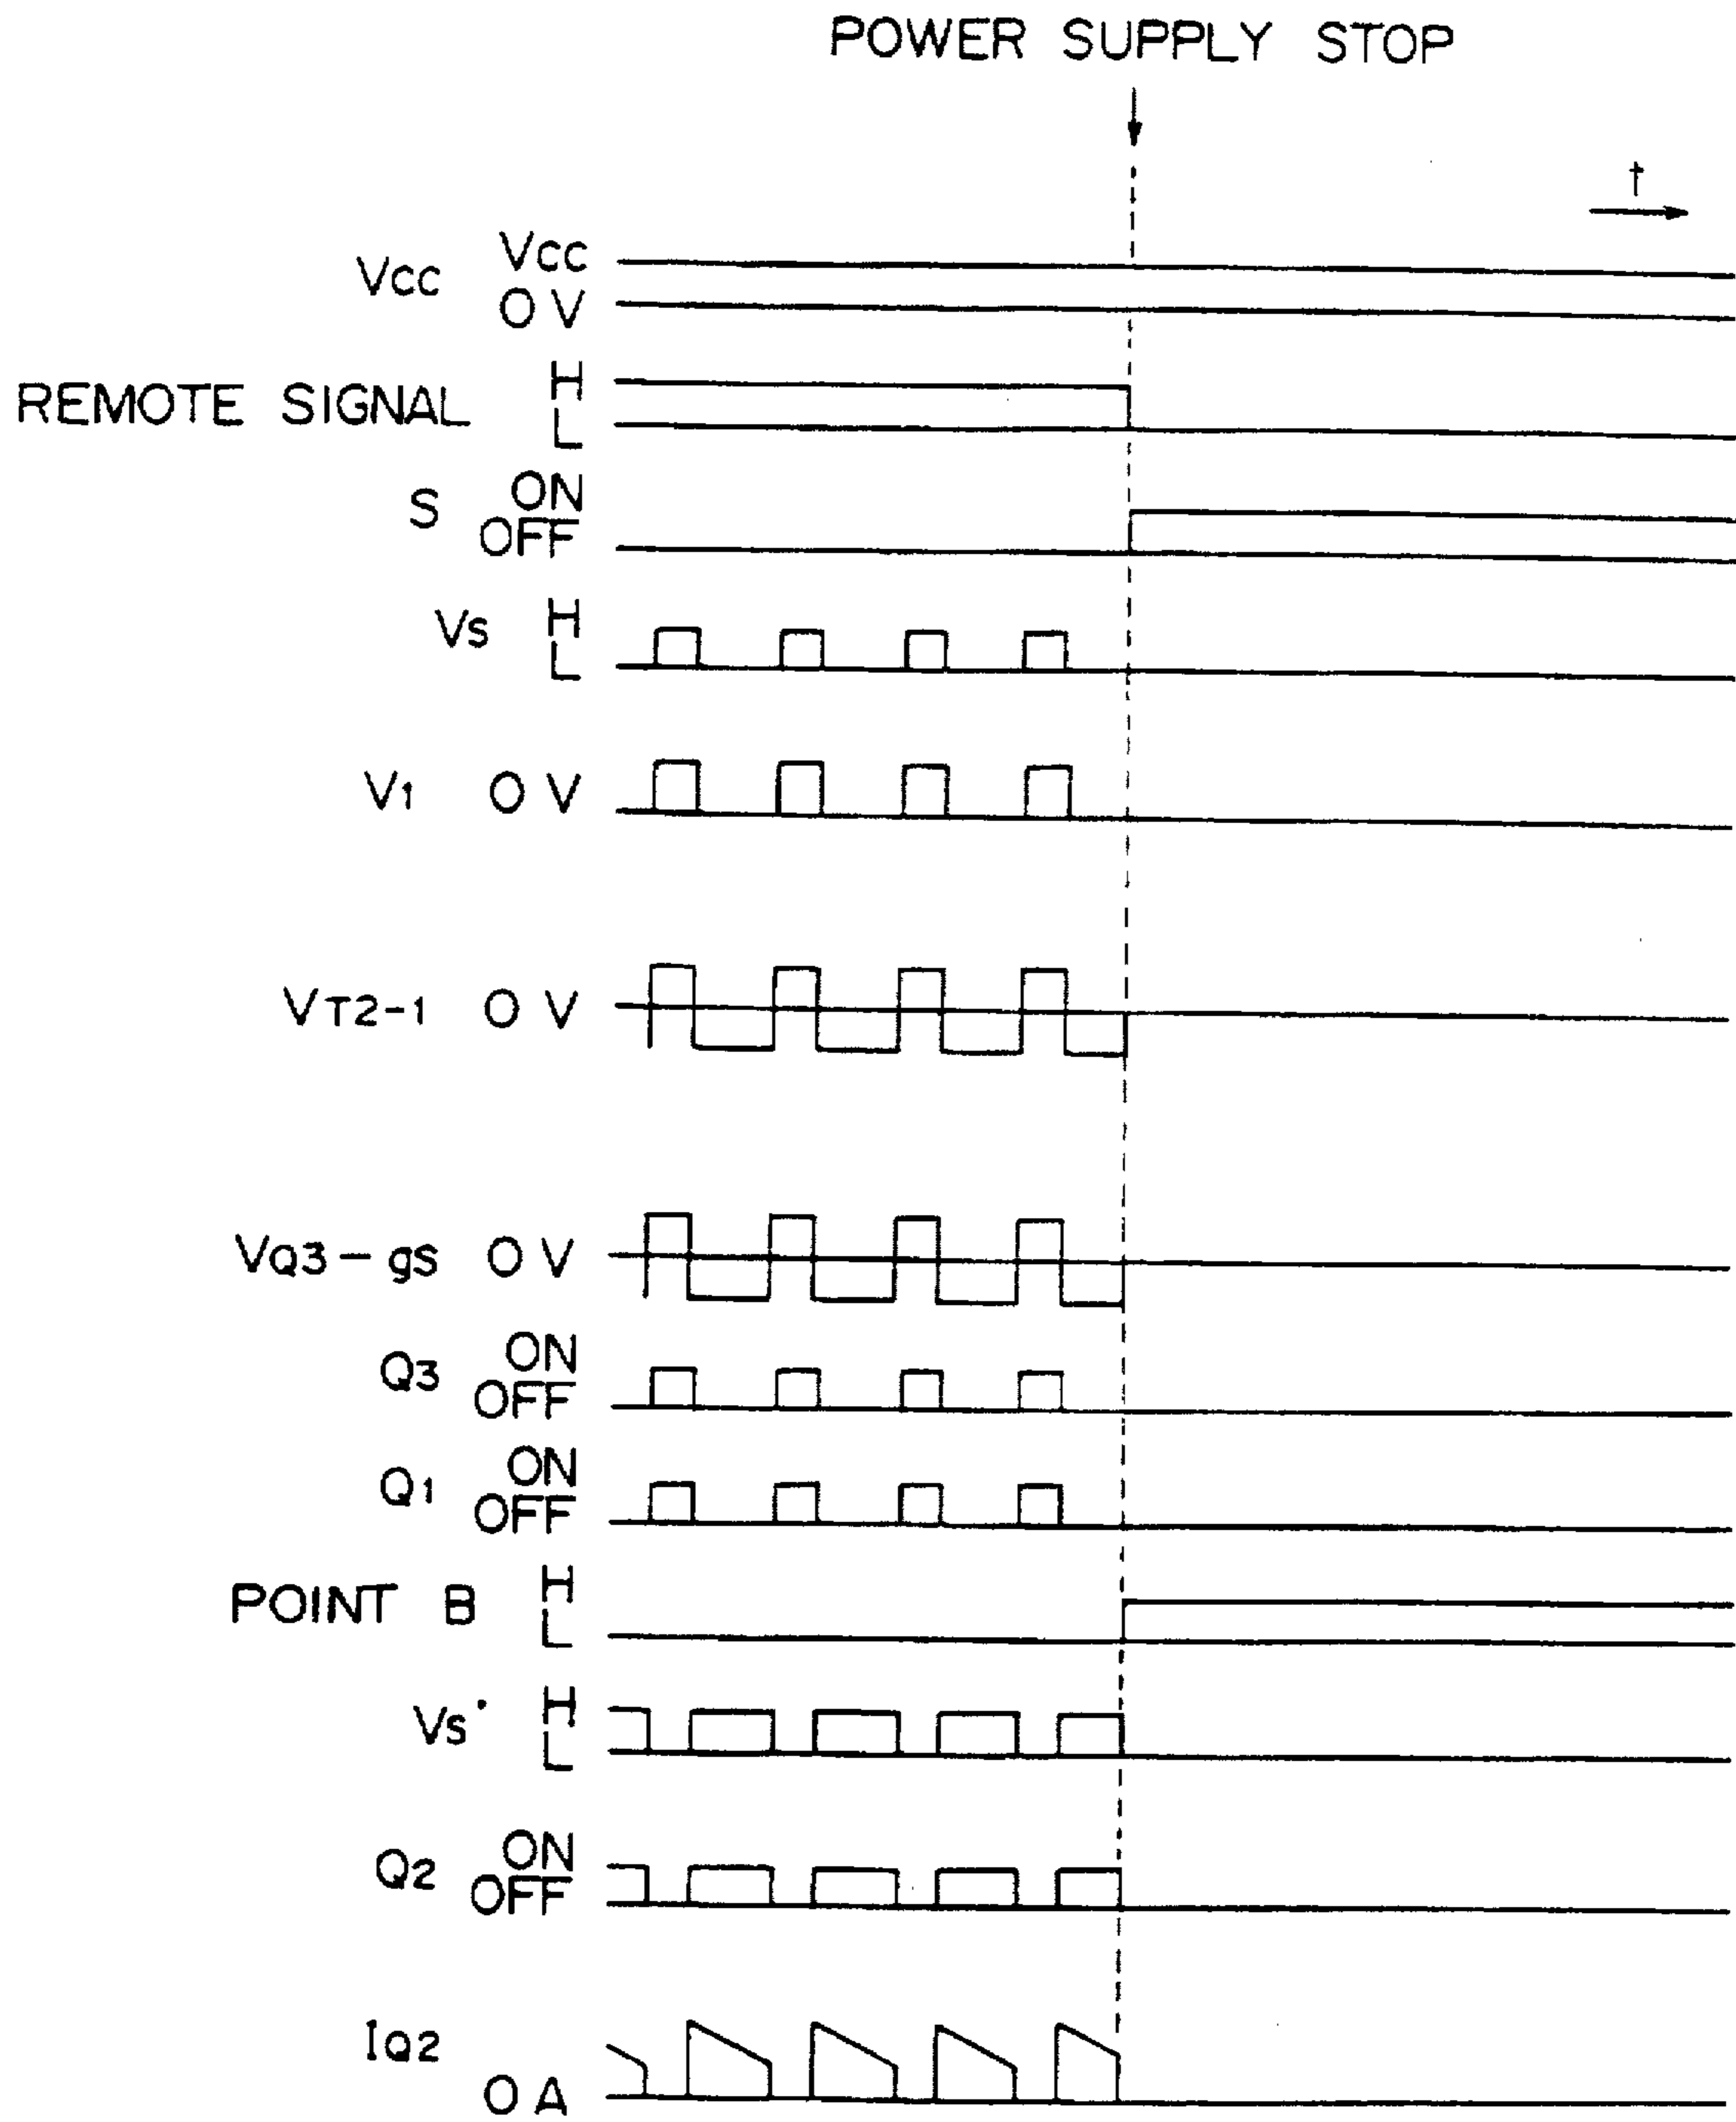 POWER SUPPLY STOP
t
Vcc Vcc
0 V
REMOTE SIGNAL H
L
S ON
OFF
Vs H
L
V1 0 V
VT2-1 0 V
VQ3-gs 0 V
Q3 ON
OFF
Q1 ON
OFF
POINT B H
L
Vs' H
L
Q2 ON
OFF
IQ2
0 A